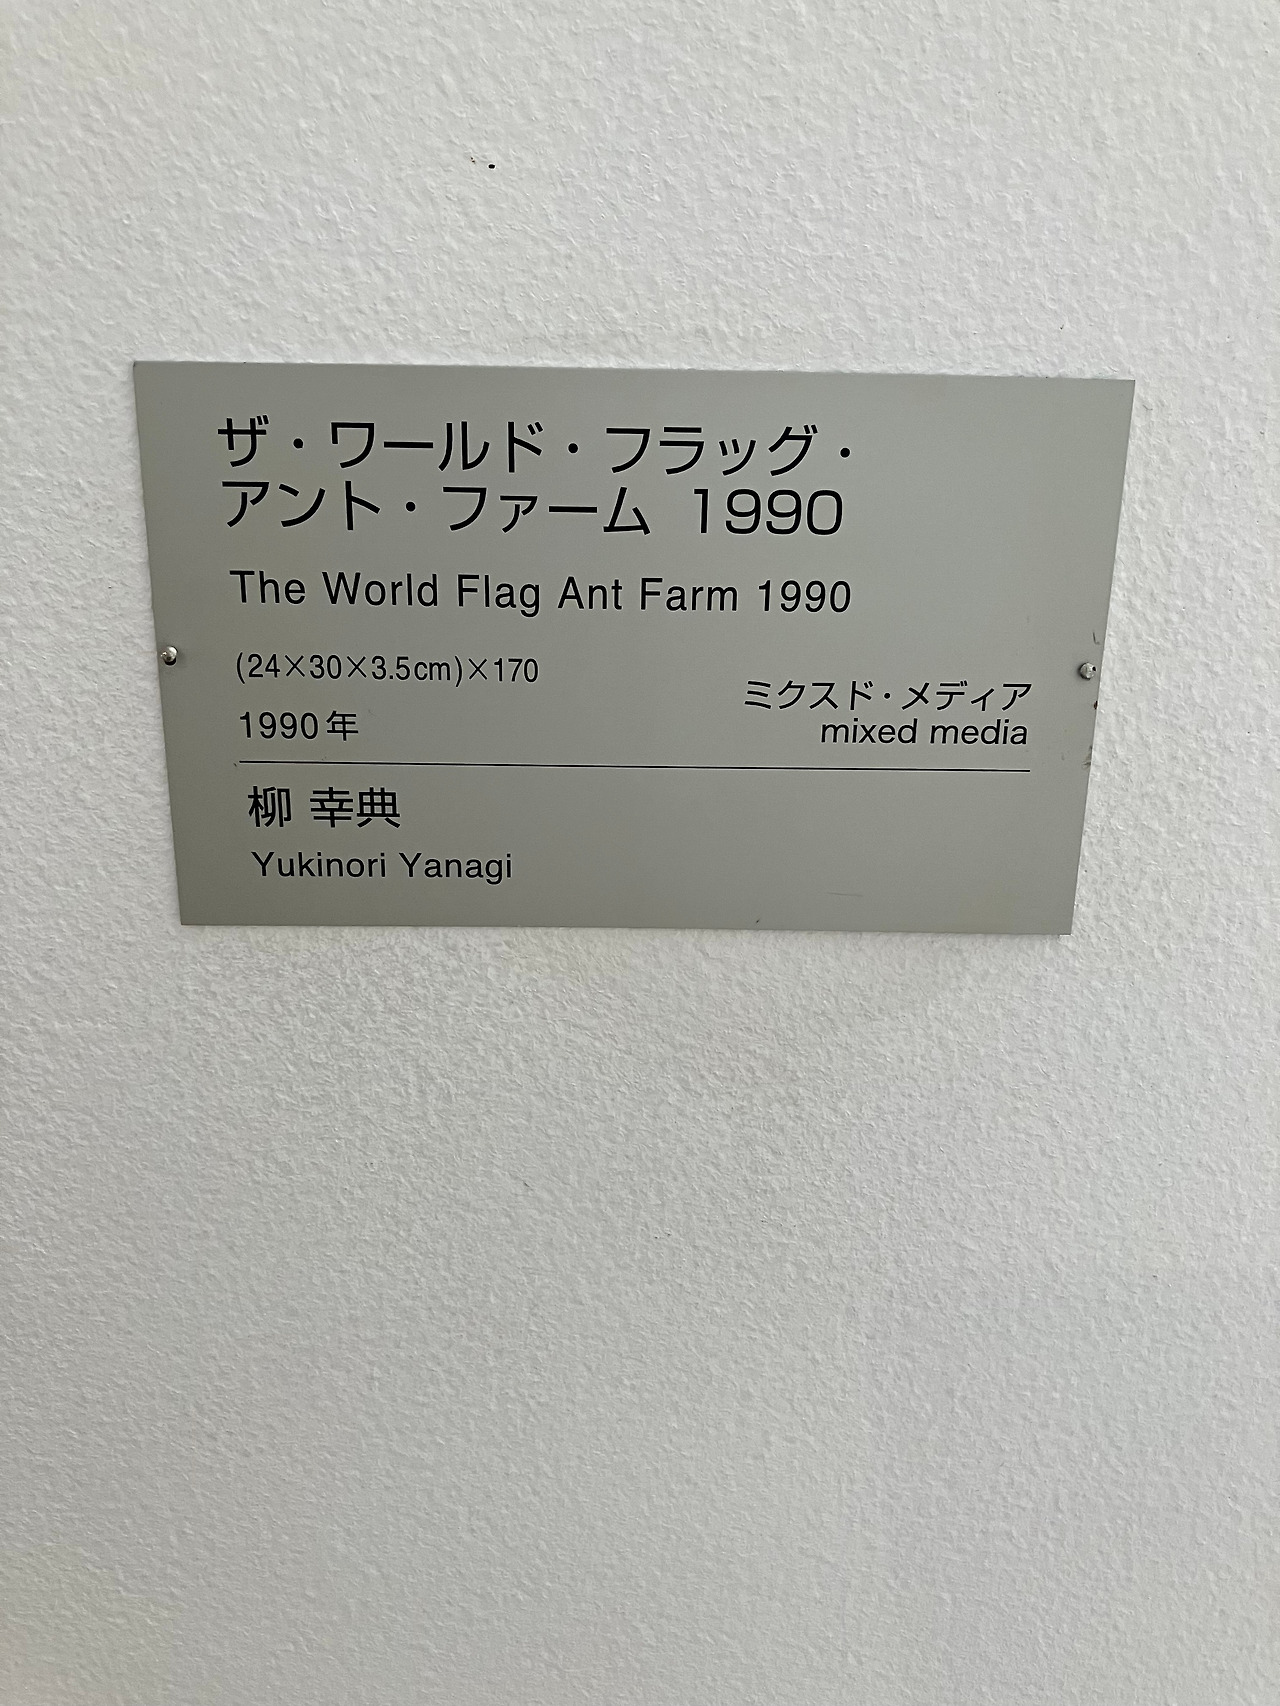 ザ・ワールド・フラッグ・
アント・ファーム 1990
The World Flag Ant Farm 1990
(24×30×3.5cm)×170
1990年
ミクスド・メディア
mixed media
柳 幸典
Yukinori Yanagi